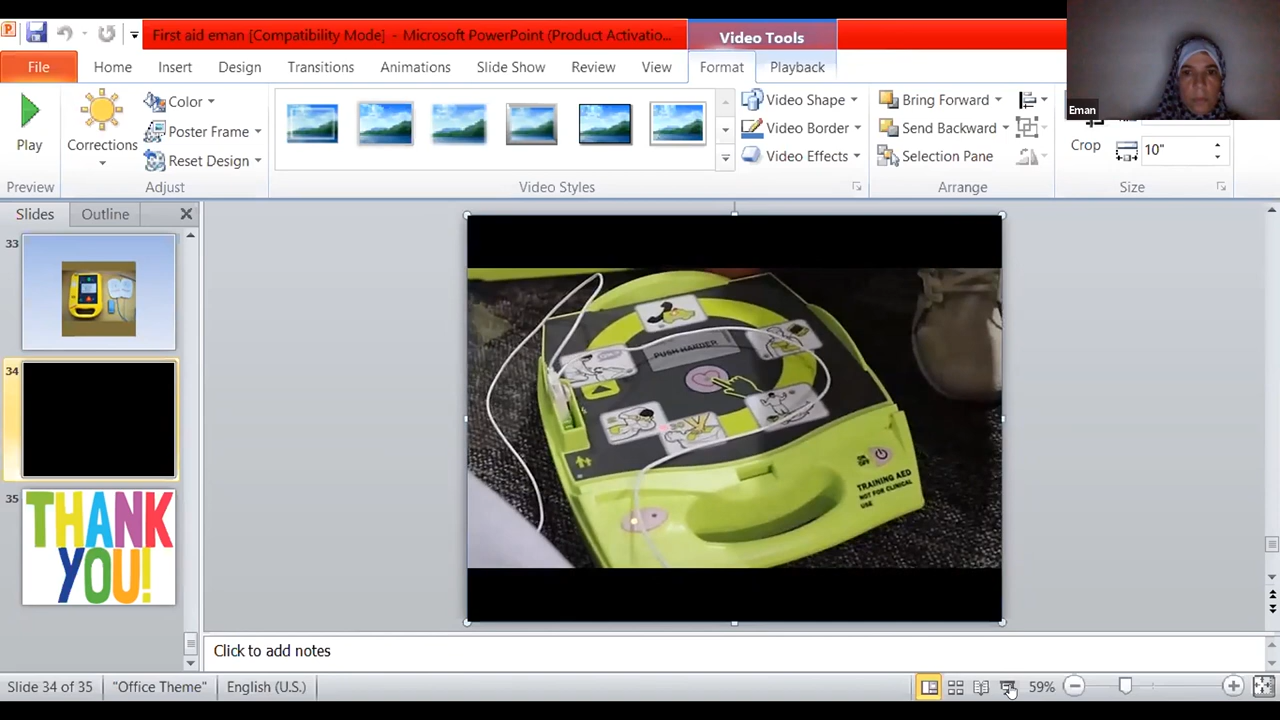 First aid eman [Compatibility Mode] - Microsoft PowerPoint (Product Activatio...
Video Tools
File
Home
Insert
Design
Transitions
Animations
Slide Show
Review
View
Format
Playback
Eman
Play
Corrections
Color
Poster Frame
Reset Design
Video Shape
Video Border
Video Effects
Bring Forward
Send Backward
Selection Pane
Crop
10"
Preview
Adjust
Video Styles
Arrange
Size
Slides
Outline
33
34
35
THANK
YOU!
PUSH HARDER
ON
OFF
TRAINING AED
NOT FOR CLINICAL
USE
Click to add notes
Slide 34 of 35
"Office Theme"
English (U.S.)
59%